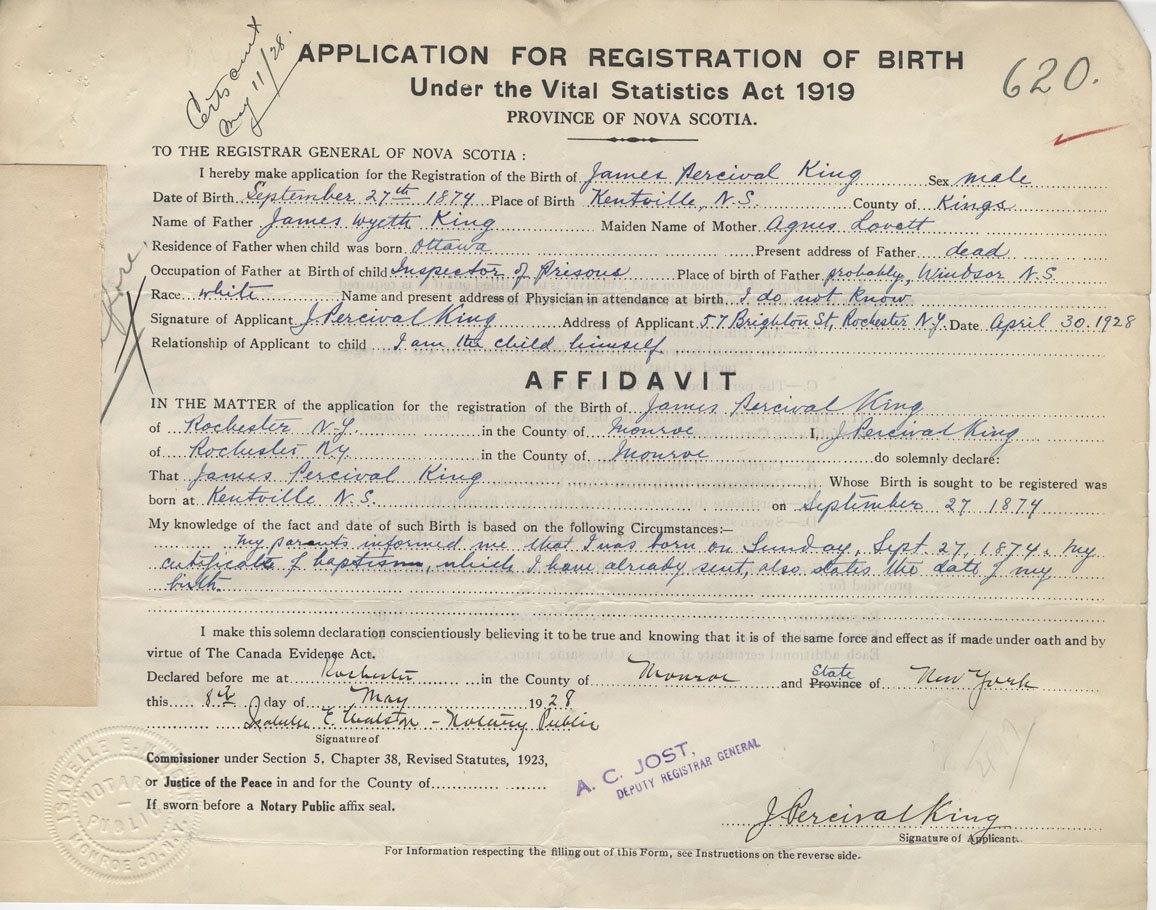 Cert sent
May 11/28.
APPLICATION FOR REGISTRATION OF BIRTH
620.
Under the Vital Statistics Act 1919
PROVINCE OF NOVA SCOTIA.
TO THE REGISTRAR GENERAL OF NOVA SCOTIA :
I hereby make application for the Registration of the Birth of James Percival King Sex male
Date of Birth September 27th 1874 Place of Birth Kentville, N.S. County of Kings
Name of Father James Wyeth King Maiden Name of Mother Agnes Lovett
Residence of Father when child was born Ottawa Present address of Father dead
Occupation of Father at Birth of child Inspector of Prisons Place of birth of Father probably, Windsor N.S.
Race white Name and present address of Physician in attendance at birth I do not know
Signature of Applicant J. Percival King Address of Applicant 57 Brighton St, Rochester N.Y. Date April 30. 1928
Relationship of Applicant to child I am the child himself
AFFIDAVIT
IN THE MATTER of the application for the registration of the Birth of James Percival King
of Rochester N.Y. in the County of Monroe I, J Percival King
of Rochester Ny in the County of Monroe do solemnly declare:
That James Percival King Whose Birth is sought to be registered was
born at Kentville N.S. on September 27 1874
My knowledge of the fact and date of such Birth is based on the following Circumstances:—
My parents informed me that I was born on Sunday, Sept. 27, 1874. My
certificate of baptism, which I have already sent, also states the date of my
birth.
I make this solemn declaration conscientiously believing it to be true and knowing that it is of the same force and effect as if made under oath and by
virtue of The Canada Evidence Act.
Declared before me at Rochester in the County of Monroe and State Province of New York
this 8th day of May 1928
Isabelle E. - Notary Public
Signature of
Commissioner under Section 5, Chapter 38, Revised Statutes, 1923,
or Justice of the Peace in and for the County of
If sworn before a Notary Public affix seal.
A. C. JOST,
DEPUTY REGISTRAR GENERAL
ISABELLE E.
NOTARY
PUBLIC
MONROE CO. N.Y.
J Percival King
Signature of Applicant.
For Information respecting the filling out of this Form, see Instructions on the reverse side.